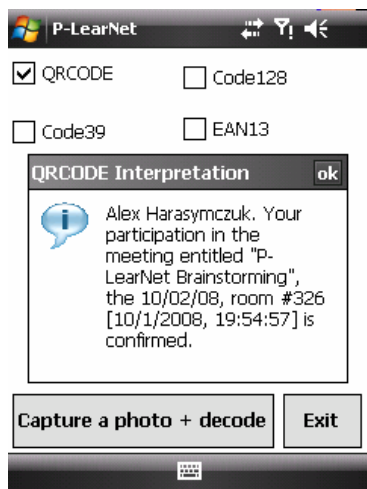 P-LearNet
QRCODE Code128
Code39 EAN13
QRCODE Interpretation ok
Alex Harasymczuk. Your
participation in the
meeting entitled "P-
LearNet Brainstorming",
the 10/02/08, room #326
[10/1/2008, 19:54:57] is
confirmed.
Capture a photo + decode Exit